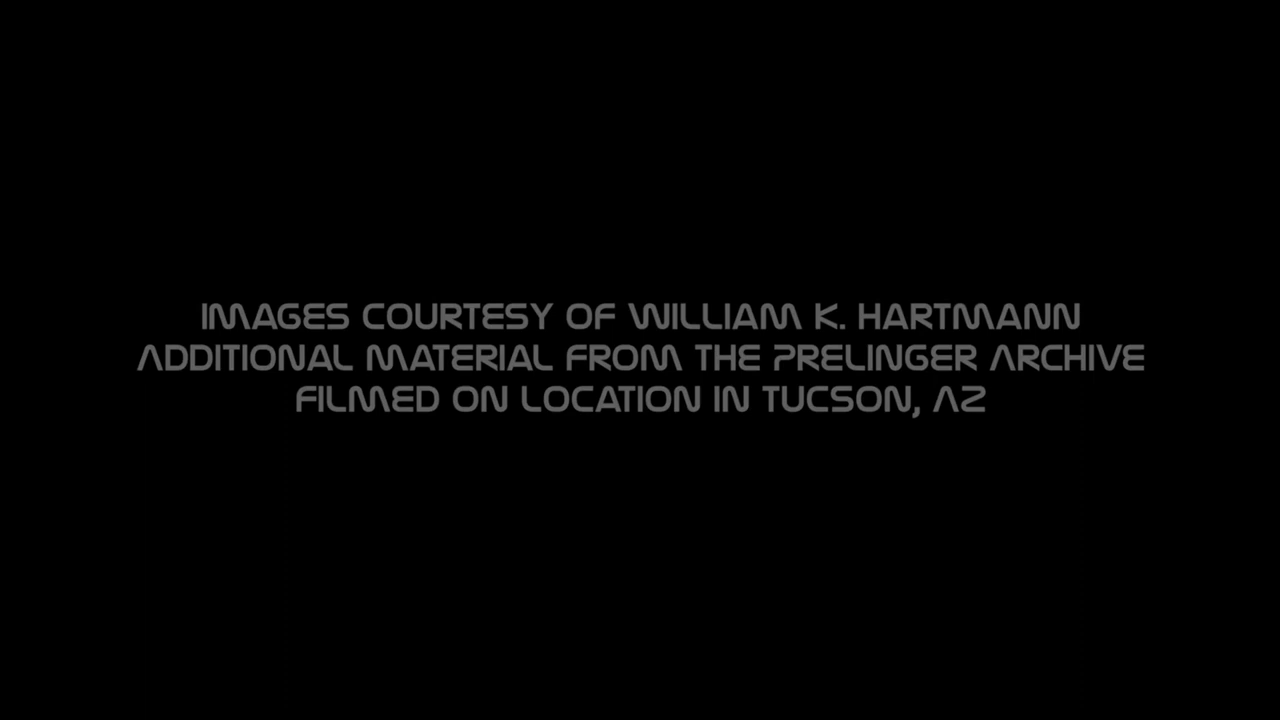 IMAGES COURTESY OF WILLIAM K. HARTMANN
ADDITIONAL MATERIAL FROM THE PRELINGER ARCHIVE
FILMED ON LOCATION IN TUCSON, AZ